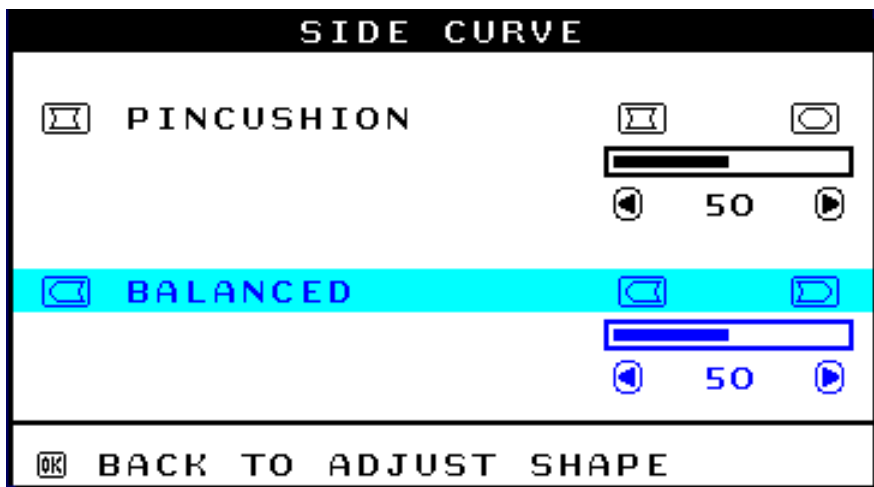 SIDE CURVE
PINCUSHION
50
BALANCED
50
OK BACK TO ADJUST SHAPE